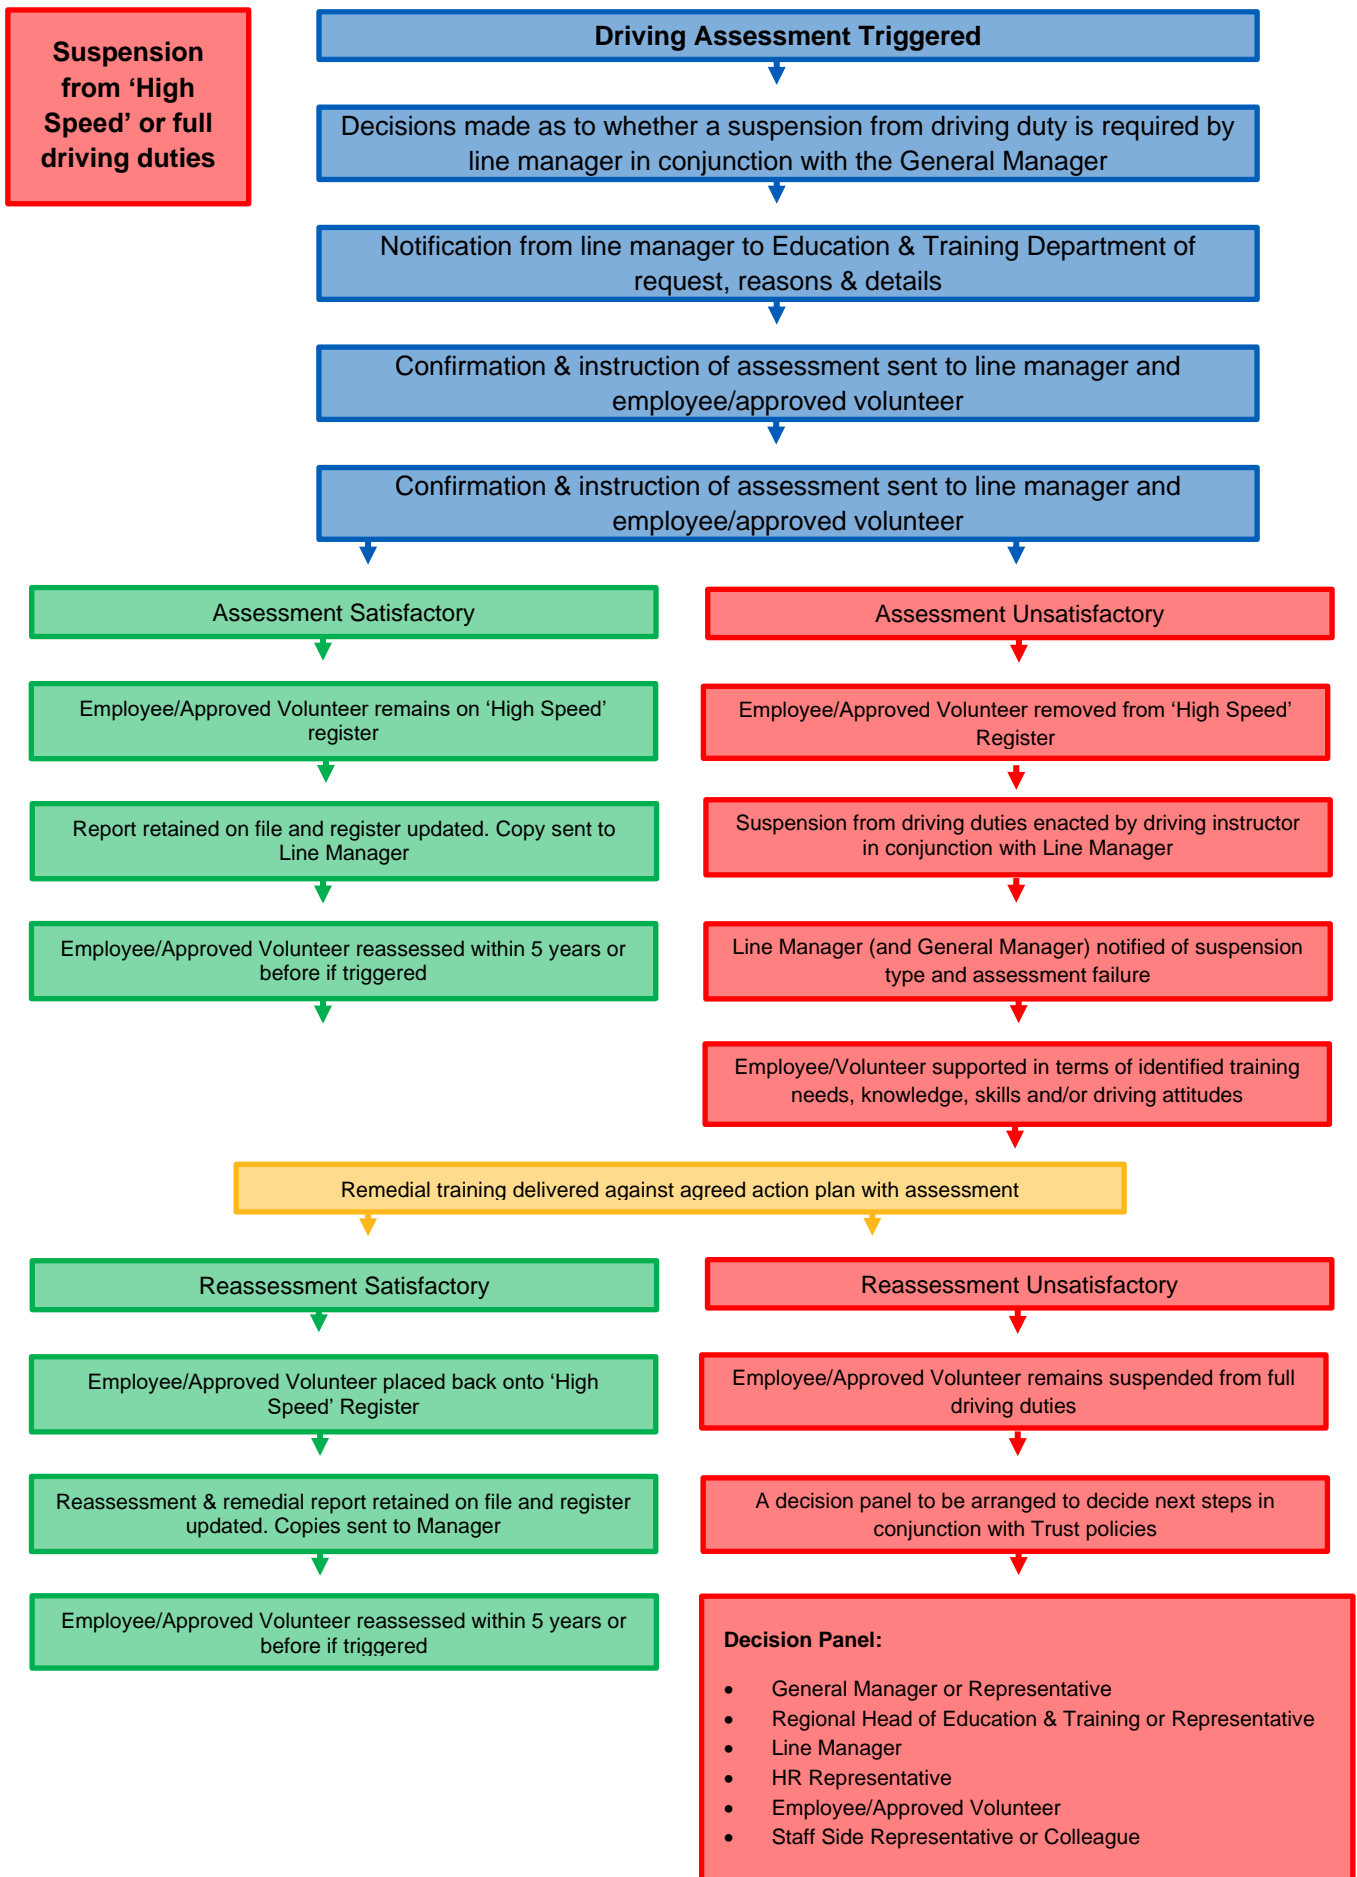 Suspension
from ‘High
Speed’ or full
driving duties
Driving Assessment Triggered
Decisions made as to whether a suspension from driving duty is required by
line manager in conjunction with the General Manager
Notification from line manager to Education & Training Department of
request, reasons & details
Confirmation & instruction of assessment sent to line manager and
employee/approved volunteer
Confirmation & instruction of assessment sent to line manager and
employee/approved volunteer
Assessment Satisfactory
Employee/Approved Volunteer remains on ‘High Speed’
register
Report retained on file and register updated. Copy sent to
Line Manager
Employee/Approved Volunteer reassessed within 5 years or
before if triggered
Assessment Unsatisfactory
Employee/Approved Volunteer removed from ‘High Speed’
Register
Suspension from driving duties enacted by driving instructor
in conjunction with Line Manager
Line Manager (and General Manager) notified of suspension
type and assessment failure
Employee/Volunteer supported in terms of identified training
needs, knowledge, skills and/or driving attitudes
Remedial training delivered against agreed action plan with assessment
Reassessment Satisfactory
Employee/Approved Volunteer placed back onto ‘High
Speed’ Register
Reassessment & remedial report retained on file and register
updated. Copies sent to Manager
Employee/Approved Volunteer reassessed within 5 years or
before if triggered
Reassessment Unsatisfactory
Employee/Approved Volunteer remains suspended from full
driving duties
A decision panel to be arranged to decide next steps in
conjunction with Trust policies
Decision Panel:
• General Manager or Representative
• Regional Head of Education & Training or Representative
• Line Manager
• HR Representative
• Employee/Approved Volunteer
• Staff Side Representative or Colleague